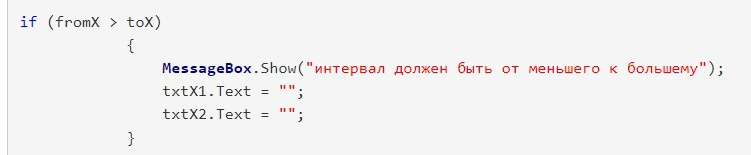 if (fromX > toX)
{
MessageBox.Show("интервал должен быть от меньшего к большему");
txtX1.Text = "";
txtX2.Text = "";
}